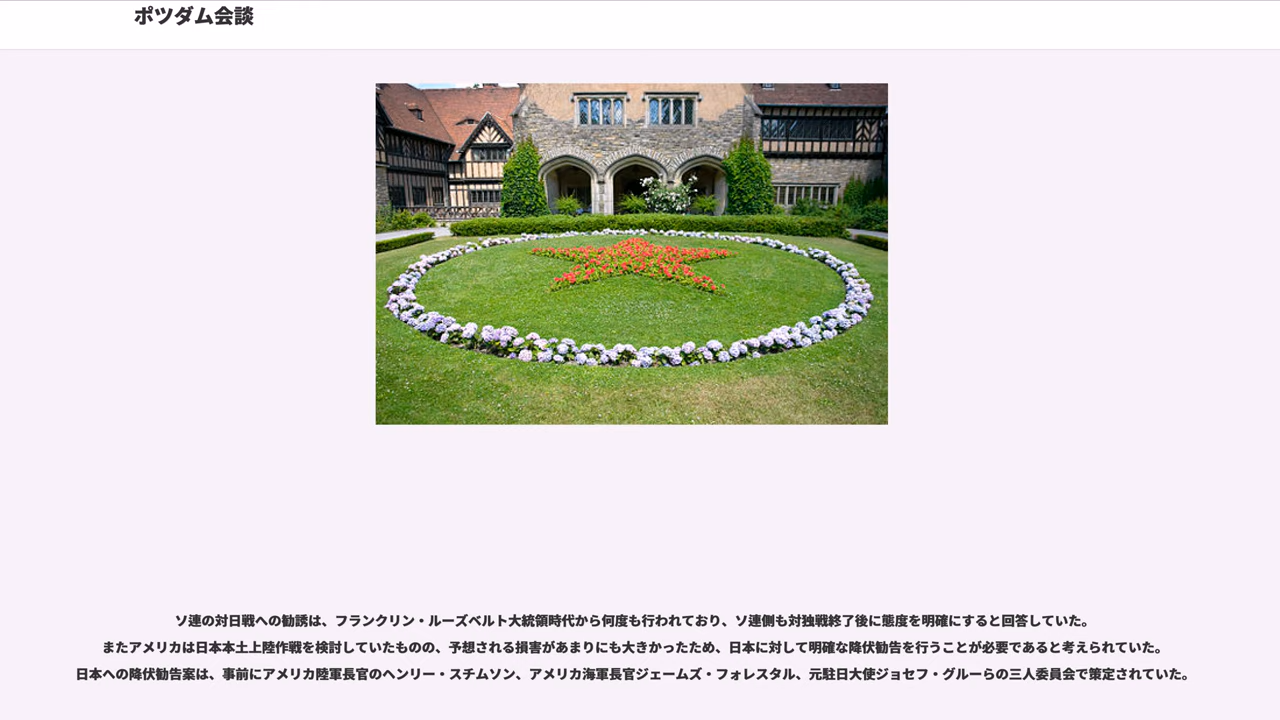 ポツダム会談
ソ連の対日戦への勧誘は、フランクリン・ルーズベルト大統領時代から何度も行われており、ソ連側も対独戦終了後に態度を明確にすると回答していた。
またアメリカは日本本土上陸作戦を検討していたものの、予想される損害があまりにも大きかったため、日本に対して明確な降伏勧告を行うことが必要であると考えられていた。
日本への降伏勧告案は、事前にアメリカ陸軍長官のヘンリー・スチムソン、アメリカ海軍長官ジェームズ・フォレスタル、元駐日大使ジョセフ・グルーらの三人委員会で策定されていた。